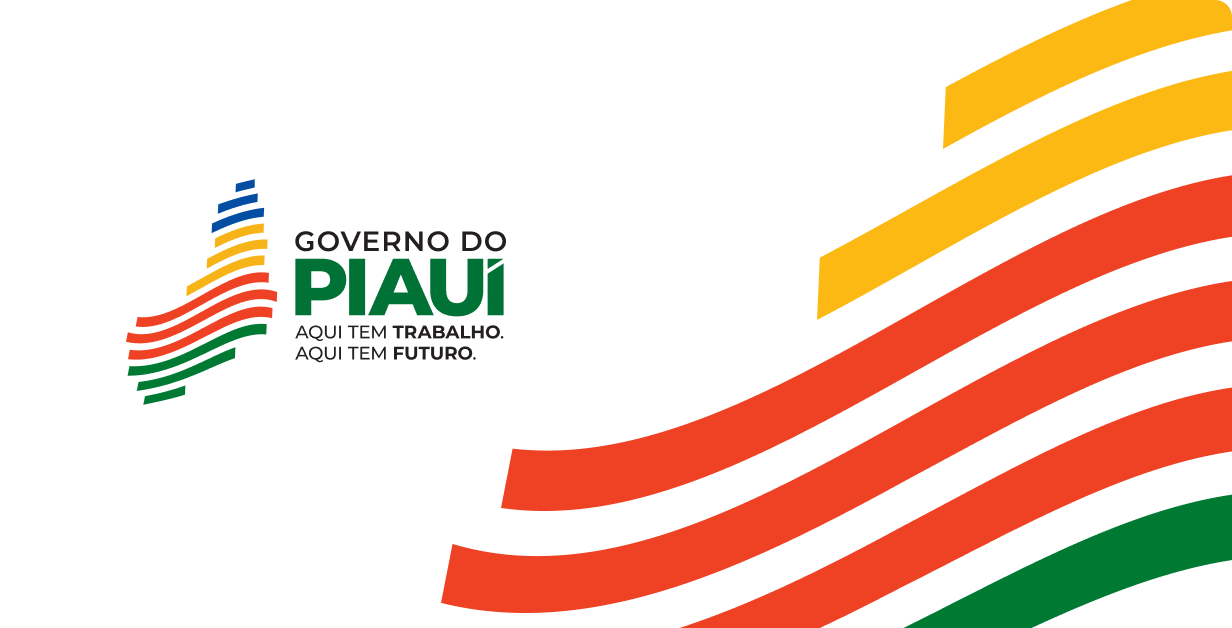 GOVERNO DO
PIAUÍ
AQUI TEM TRABALHO.
AQUI TEM FUTURO.